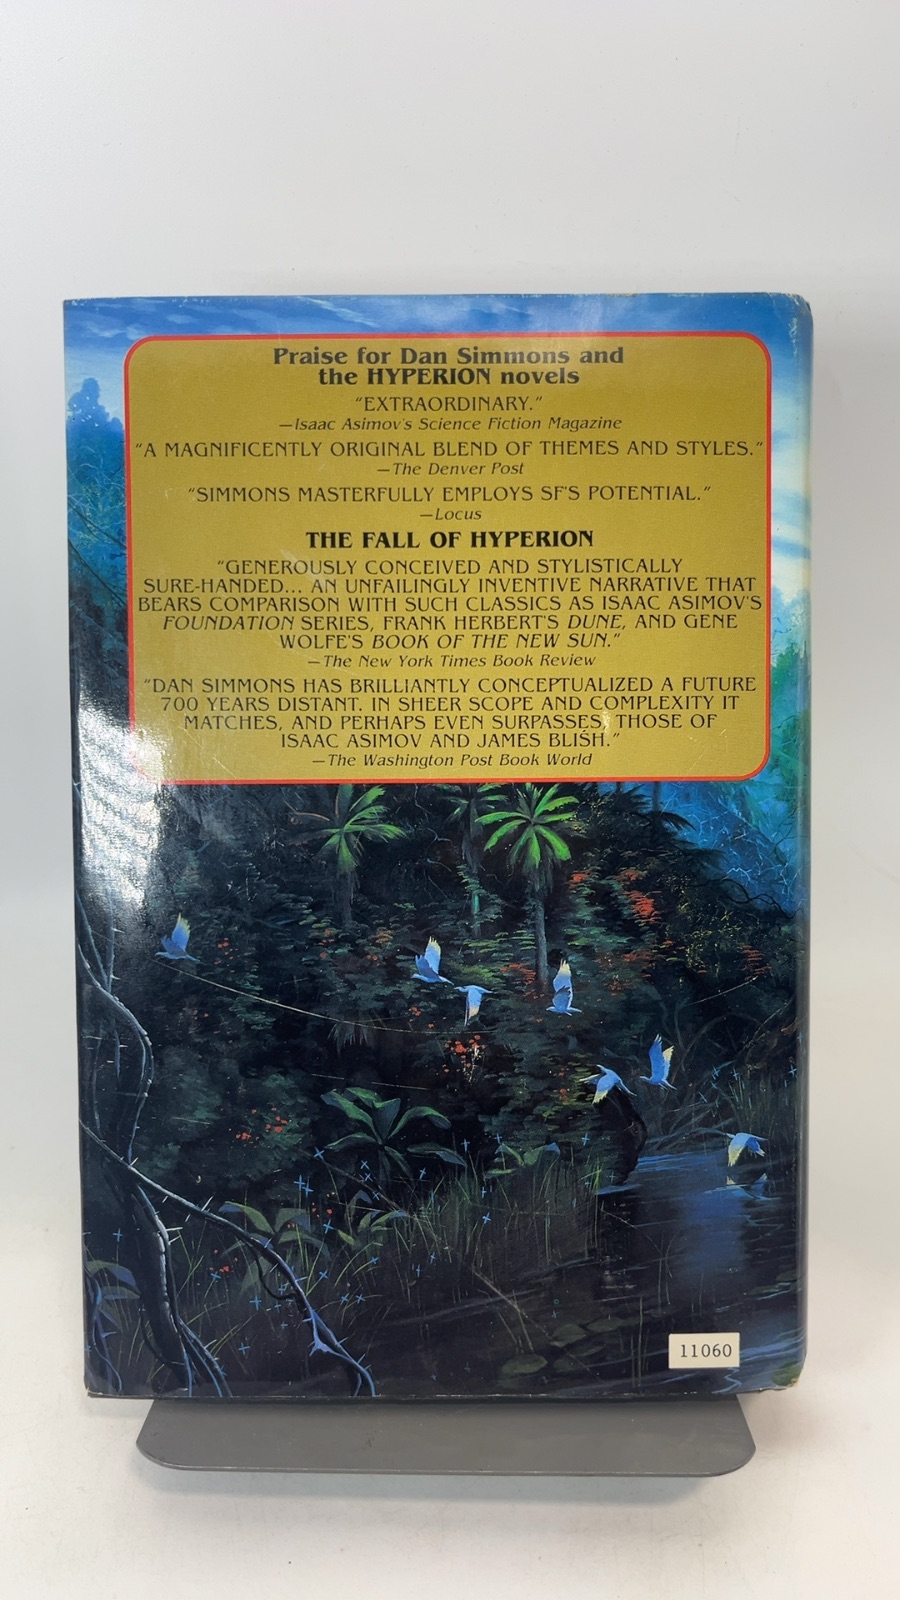 Praise for Dan Simmons and
the HYPERION novels
“EXTRAORDINARY.”
—Isaac Asimov's Science Fiction Magazine
“A MAGNIFICENTLY ORIGINAL BLEND OF THEMES AND STYLES.”
—The Denver Post
“SIMMONS MASTERFULLY EMPLOYS SF'S POTENTIAL.”
—Locus
THE FALL OF HYPERION
“GENEROUSLY CONCEIVED AND STYLISTICALLY
SURE-HANDED... AN UNFAILINGLY INVENTIVE NARRATIVE THAT
BEARS COMPARISON WITH SUCH CLASSICS AS ISAAC ASIMOV'S
FOUNDATION SERIES, FRANK HERBERT'S DUNE, AND GENE
WOLFE'S BOOK OF THE NEW SUN.”
—The New York Times Book Review
“DAN SIMMONS HAS BRILLIANTLY CONCEPTUALIZED A FUTURE
700 YEARS DISTANT. IN SHEER SCOPE AND COMPLEXITY IT
MATCHES, AND PERHAPS EVEN SURPASSES, THOSE OF
ISAAC ASIMOV AND JAMES BLISH.”
—The Washington Post Book World
11060